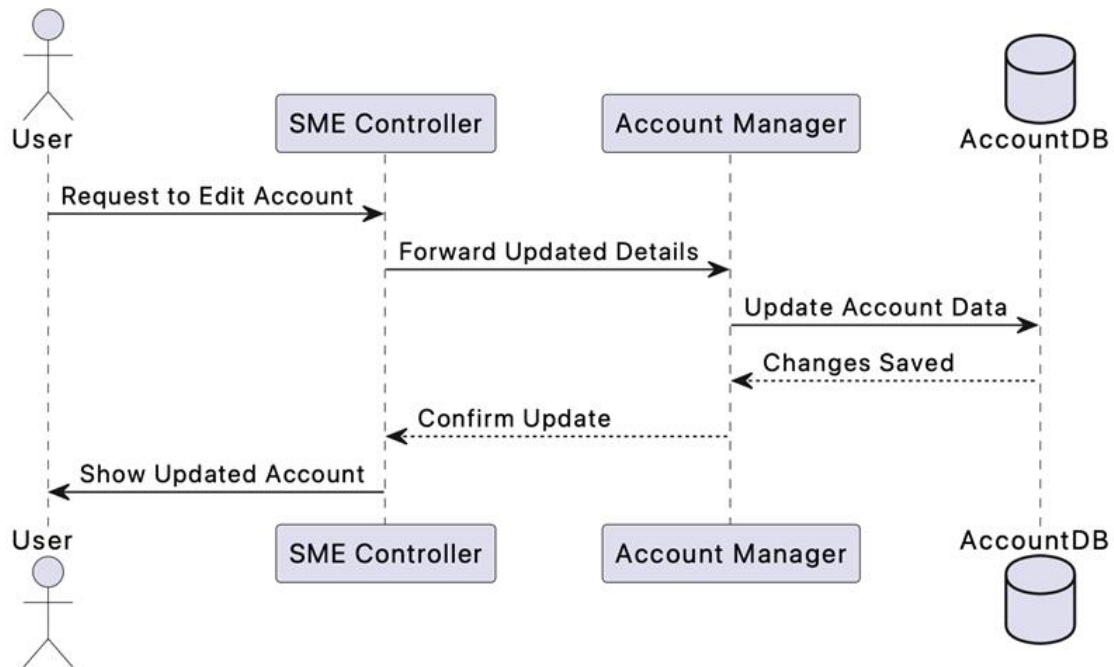 User
SME Controller
Account Manager
AccountDB
Request to Edit Account
Forward Updated Details
Update Account Data
Changes Saved
Confirm Update
Show Updated Account
User
SME Controller
Account Manager
AccountDB